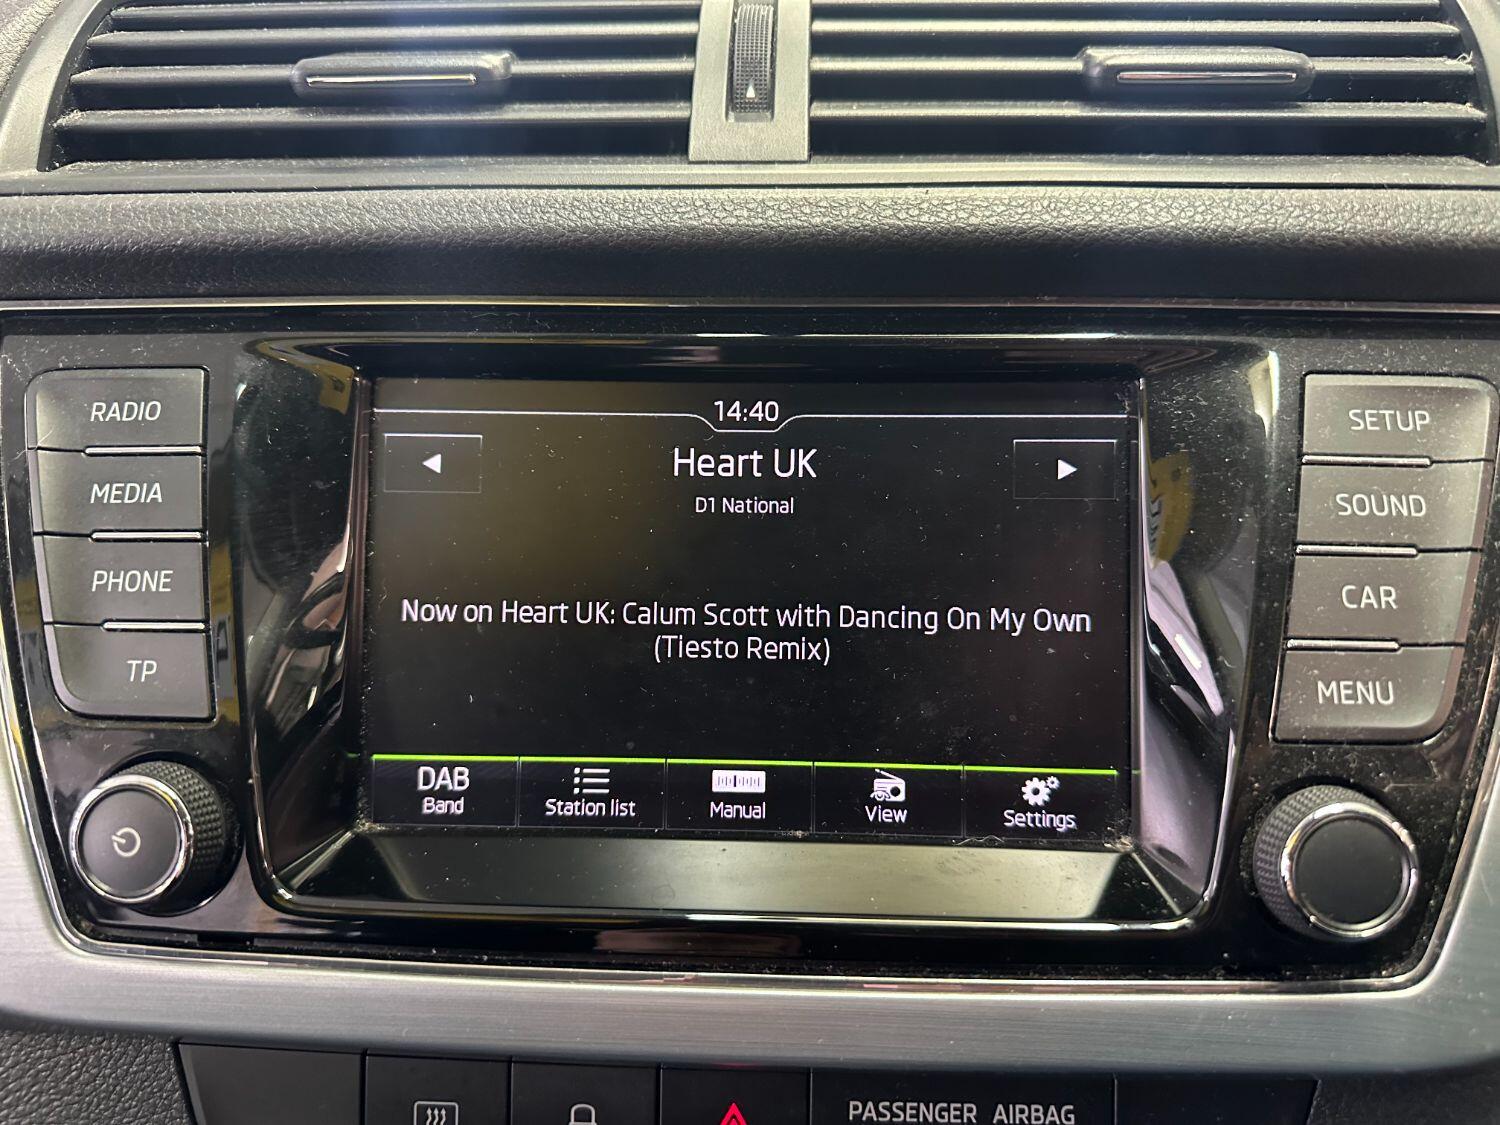 RADIO
MEDIA
PHONE
TP
14:40
Heart UK
D1 National
Now on Heart UK: Calum Scott with Dancing On My Own
(Tiesto Remix)
DAB
Band
Station list
Manual
View
Settings
SETUP
SOUND
CAR
MENU
PASSENGER AIRBAG